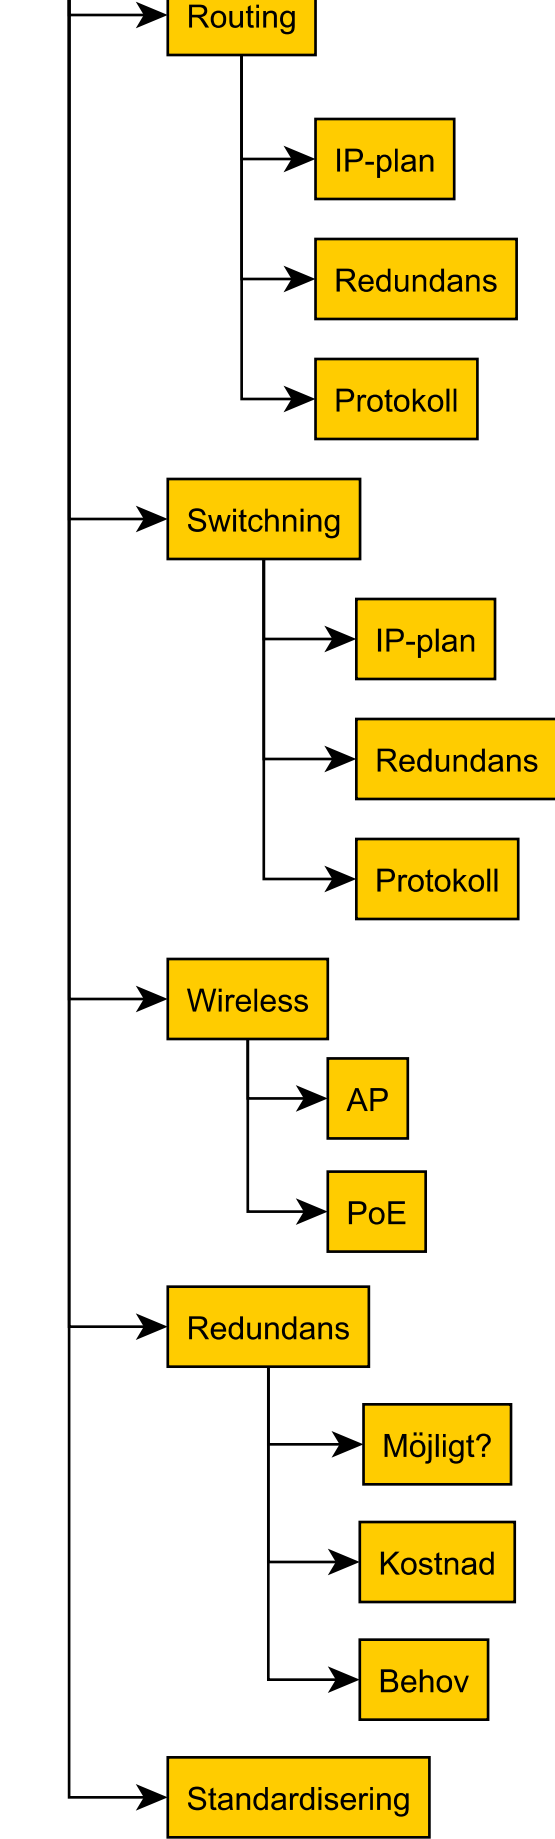 Routing
IP-plan
Redundans
Protokoll
Switchning
IP-plan
Redundans
Protokoll
Wireless
AP
PoE
Redundans
Möjligt?
Kostnad
Behov
Standardisering